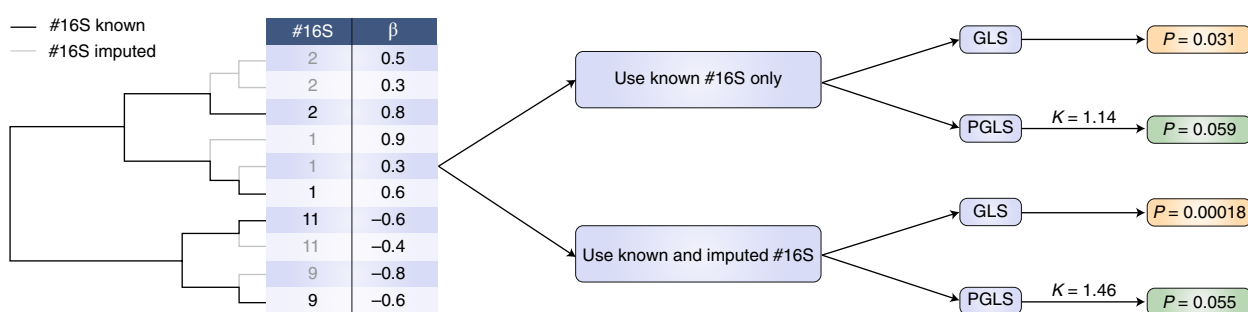 #16S known
#16S imputed
#16S β
2 0.5
2 0.3
2 0.8
1 0.9
1 0.3
1 0.6
11 –0.6
11 –0.4
9 –0.8
9 –0.6
Use known #16S only
GLS
P = 0.031
PGLS
K = 1.14
P = 0.059
Use known and imputed #16S
GLS
P = 0.00018
PGLS
K = 1.46
P = 0.055